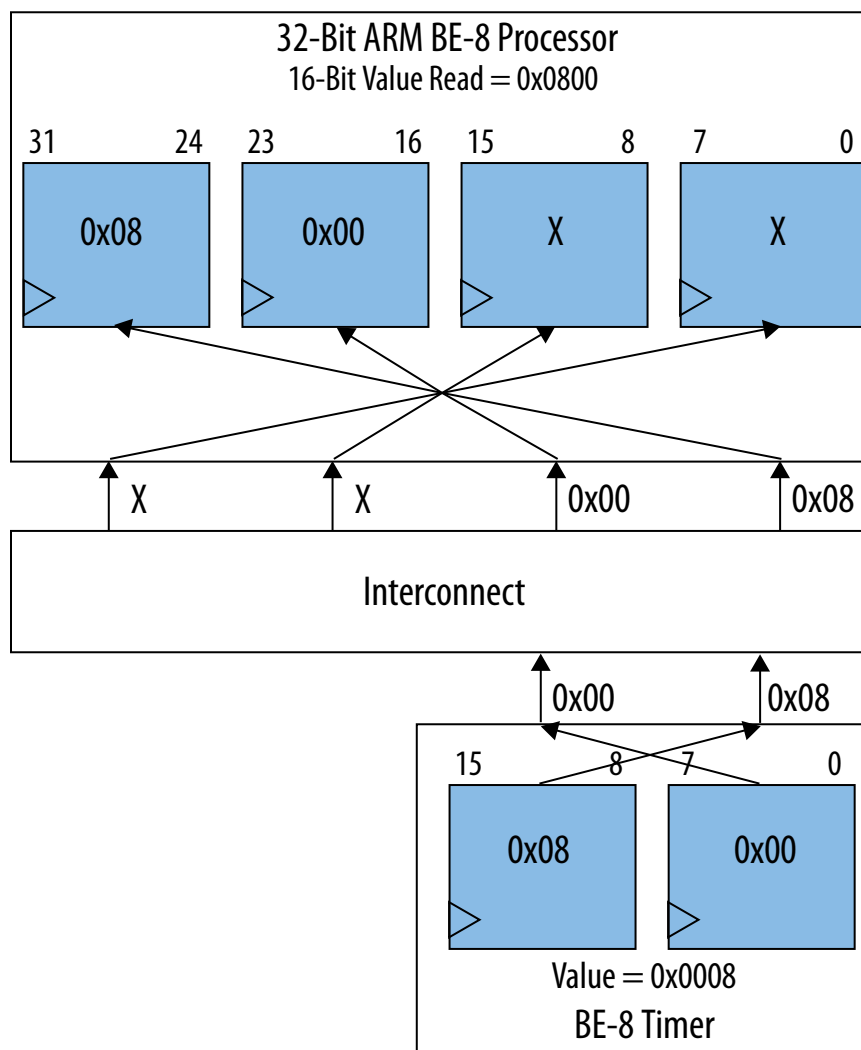 32-Bit ARM BE-8 Processor
16-Bit Value Read = 0x0800
31 24 23 16 15 8 7 0
0x08 0x00 X X
X X 0x00 0x08
Interconnect
0x00 0x08
15 8 7 0
0x08 0x00
Value = 0x0008
BE-8 Timer